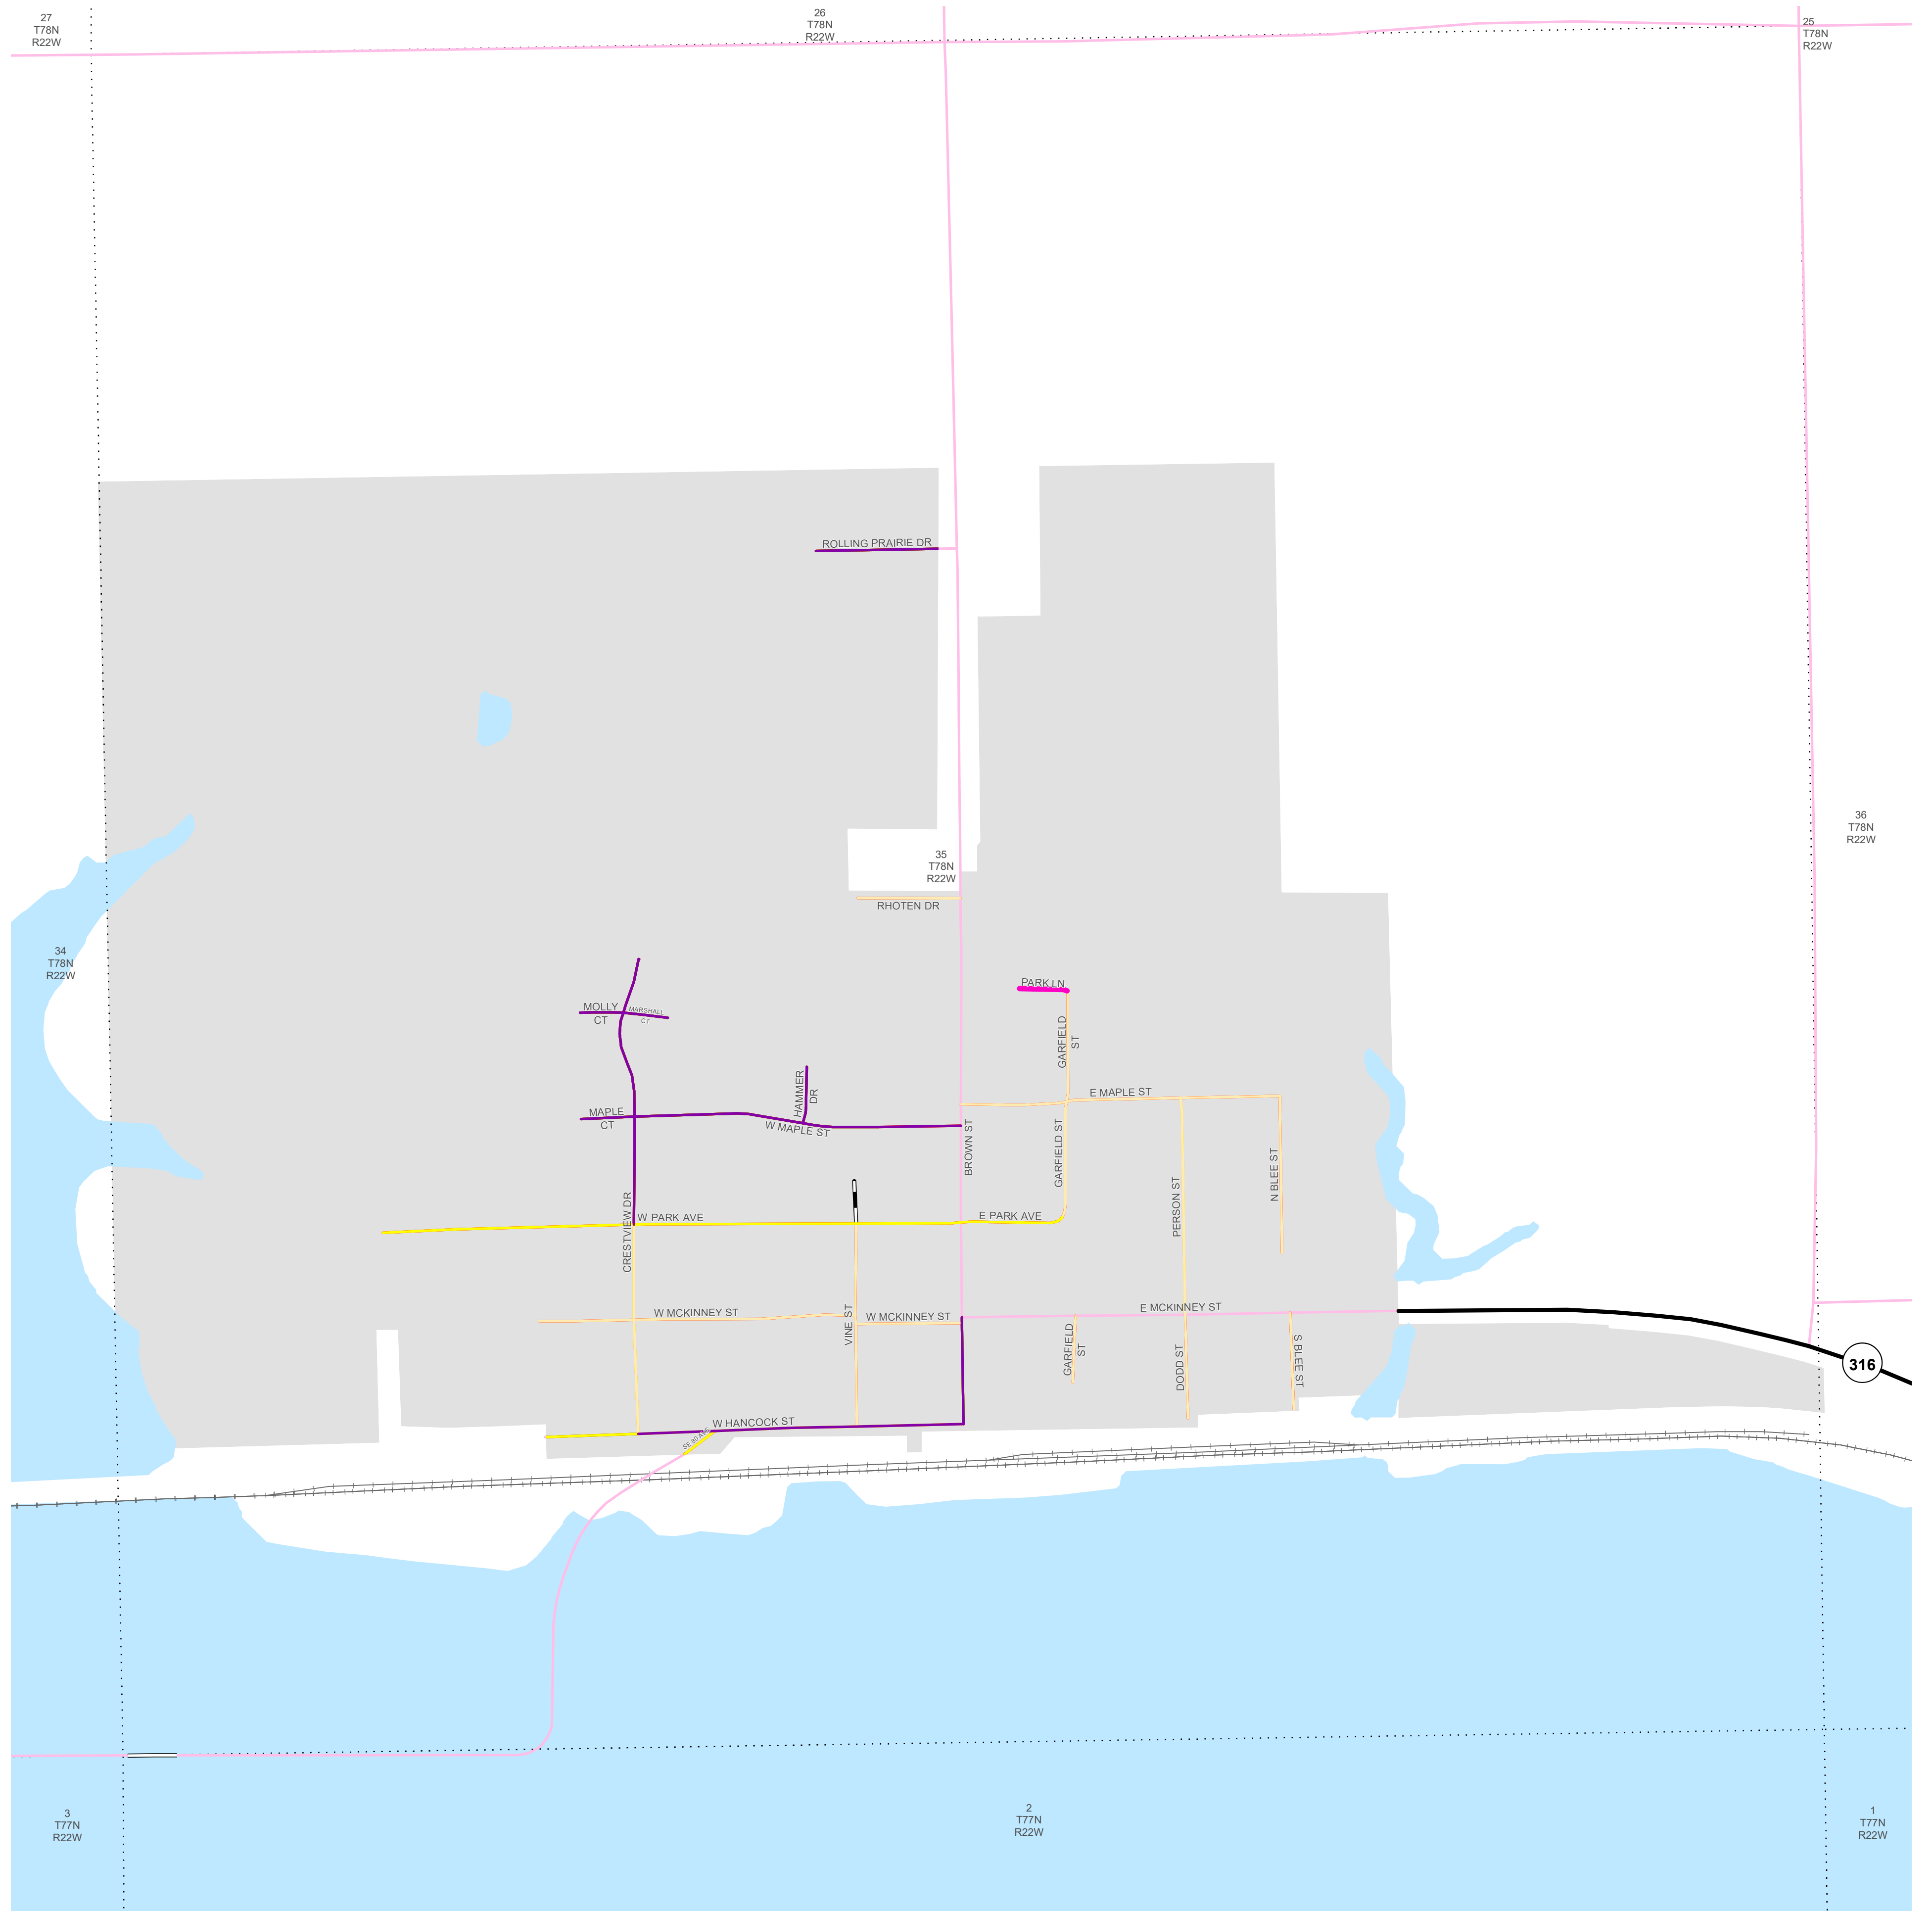 27
T78N
R22W
26
T78N
R22W
25
T78N
R22W
ROLLING PRAIRIE DR
36
T78N
R22W
35
T78N
R22W
RHOTEN DR
34
T78N
R22W
PARK LN
MOLLY
CT
MARSHALL
CT
GARFIELD
ST
HAMMER
DR
E MAPLE ST
MAPLE
CT
W MAPLE ST
BROWN ST
GARFIELD ST
N BLEE ST
PERSON ST
CRESTVIEW DR
W PARK AVE
E PARK AVE
W MCKINNEY ST
VINE ST
W MCKINNEY ST
E MCKINNEY ST
GARFIELD
ST
DODD ST
S BLEE ST
316
W HANCOCK ST
SE 80 AVE
3
T77N
R22W
2
T77N
R22W
1
T77N
R22W